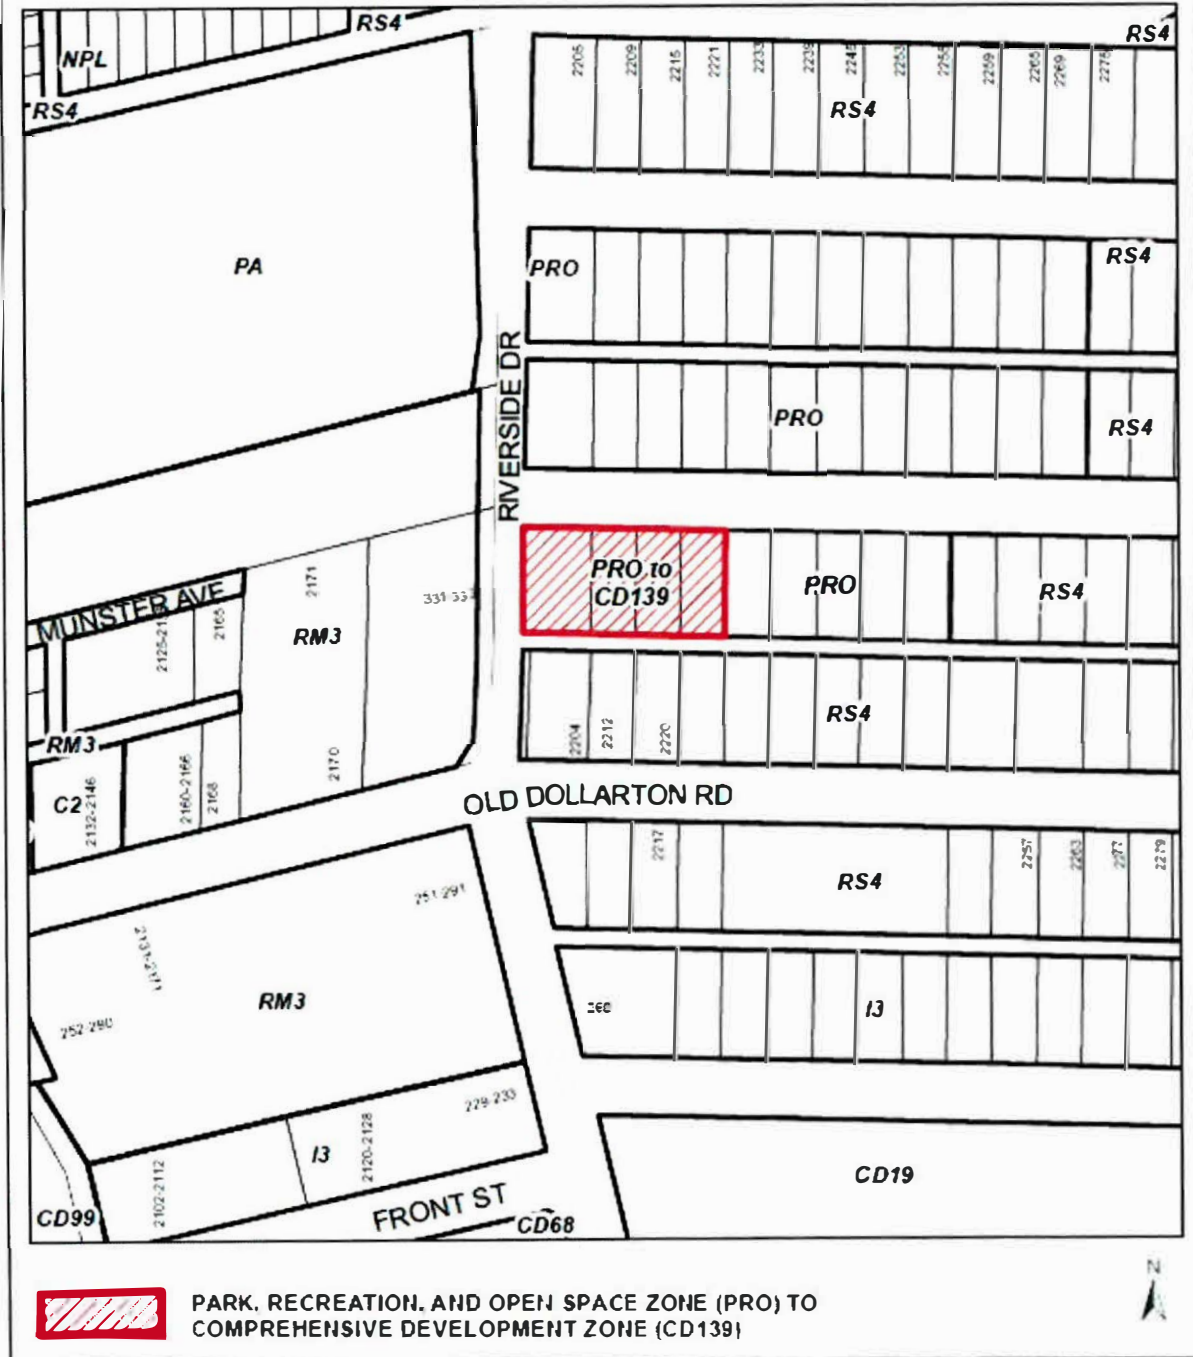 RS4
RS4
NPL
RS4
2205
2209
2215
2221
2233
2239
2245
2253
2255
2259
2265
2269
2275
RS4
PA
PRO
RS4
RIVERSIDE DR
PRO
RS4
PRO to
CD139
PRO
RS4
MUNSTER AVE
2165
2171
RM3
RM3
C2
2132-2146
2160-2166
2168
2170
2204
2212
2220
RS4
OLD DOLLARTON RD
2217
RS4
2257
2263
2277
2279
251-291
2131-2171
252-280
RM3
260
I3
229-233
I3
2120-2128
2102-2112
CD99
FRONT ST
CD68
CD19
N
PARK, RECREATION, AND OPEN SPACE ZONE (PRO) TO
COMPREHENSIVE DEVELOPMENT ZONE (CD139)